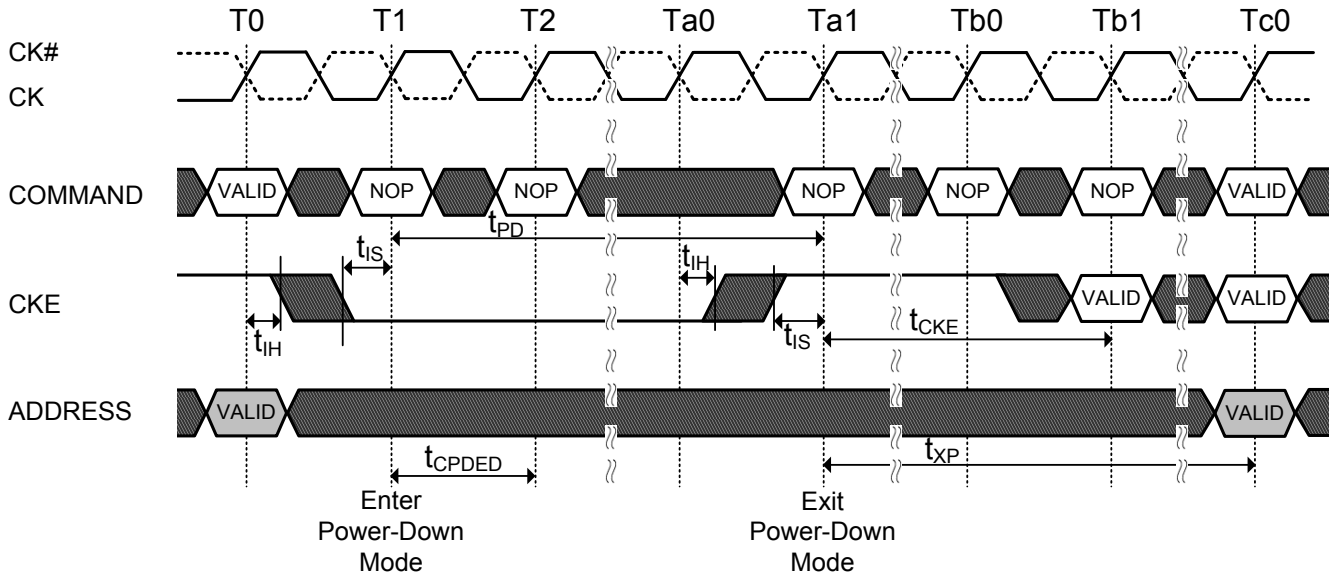 T0 T1 T2 Ta0 Ta1 Tb0 Tb1 Tc0
CK#
CK
COMMAND VALID NOP NOP NOP NOP NOP VALID
tPD
tIS tIH
CKE VALID VALID
tIH tIS tCKE
ADDRESS VALID VALID
tCPDED tXP
Enter Power-Down Mode
Exit Power-Down Mode